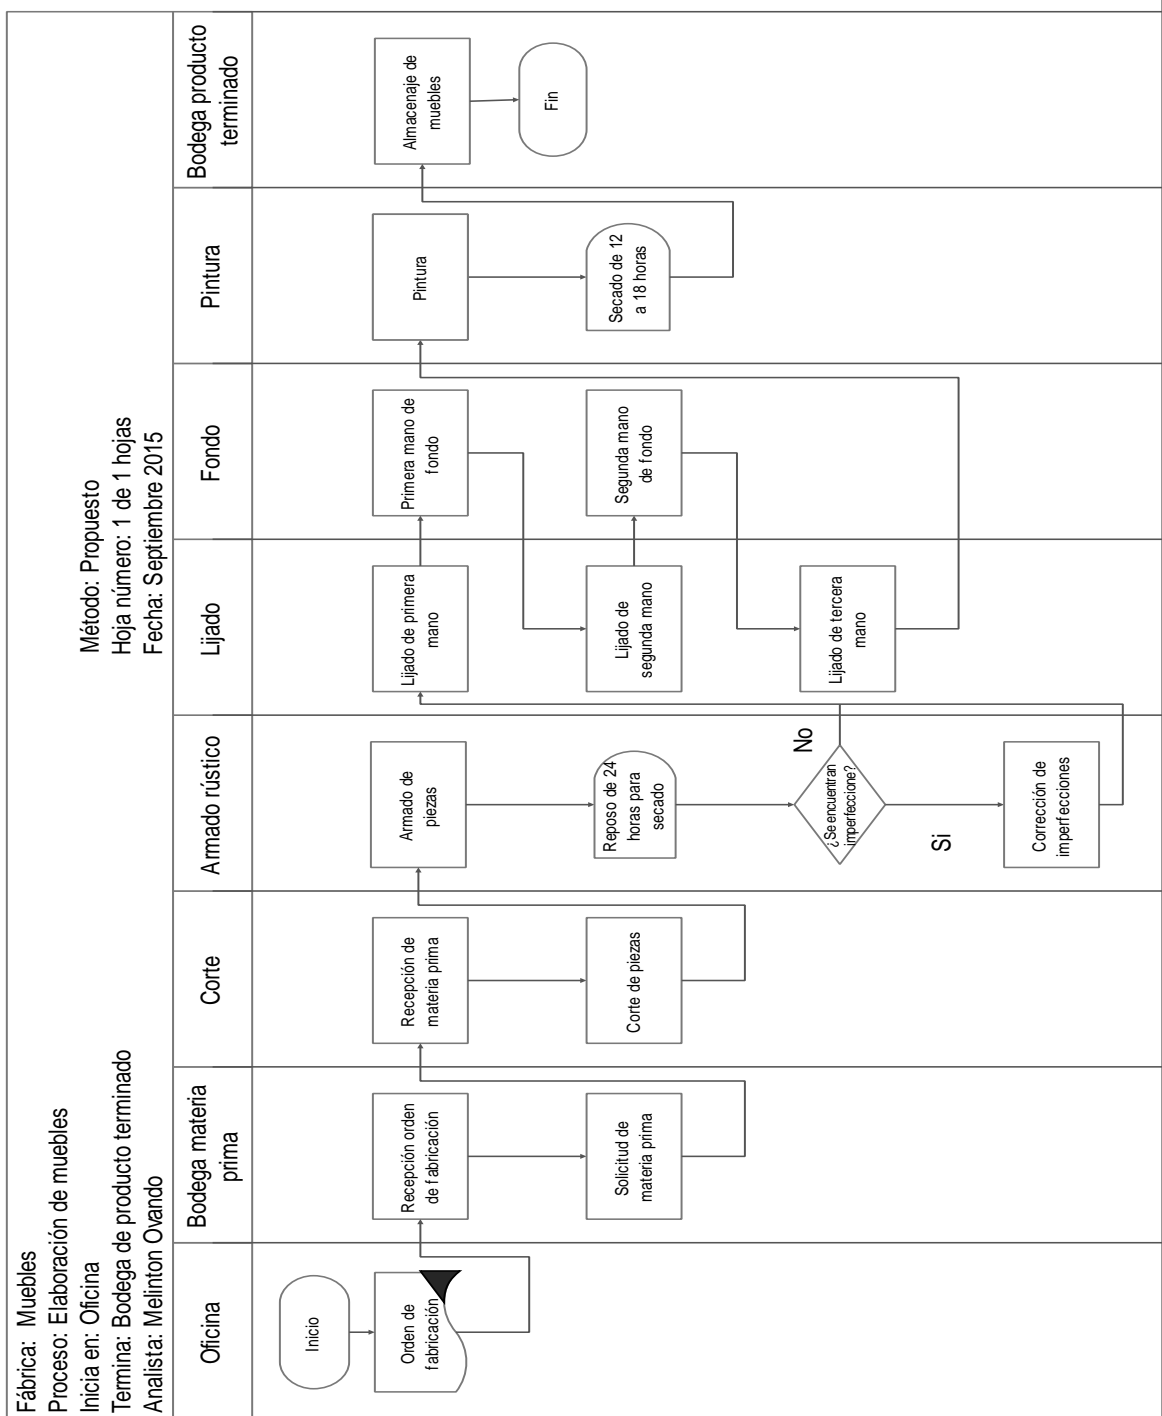 Fábrica: Muebles
Proceso: Elaboración de muebles
Inicia en: Oficina
Termina: Bodega de producto terminado
Analista: Melinton Ovando
Método: Propuesto
Hoja número: 1 de 1 hojas
Fecha: Septiembre 2015
Oficina
Bodega materia
prima
Corte
Armado rústico
Lijado
Fondo
Pintura
Bodega producto
terminado
Inicio
Orden de
fabricación
Recepción orden
de fabricación
Solicitud de
materia prima
Recepción de
materia prima
Corte de piezas
Armado de
piezas
Reposo de 24
horas para
secado
¿Se encuentran
imperfeccione?
No
Si
Corrección de
imperfecciones
Lijado de primera
mano
Primera mano de
fondo
Lijado de
segunda mano
Segunda mano
de fondo
Lijado de tercera
mano
Pintura
Secado de 12
a 18 horas
Almacenaje de
muebles
Fin